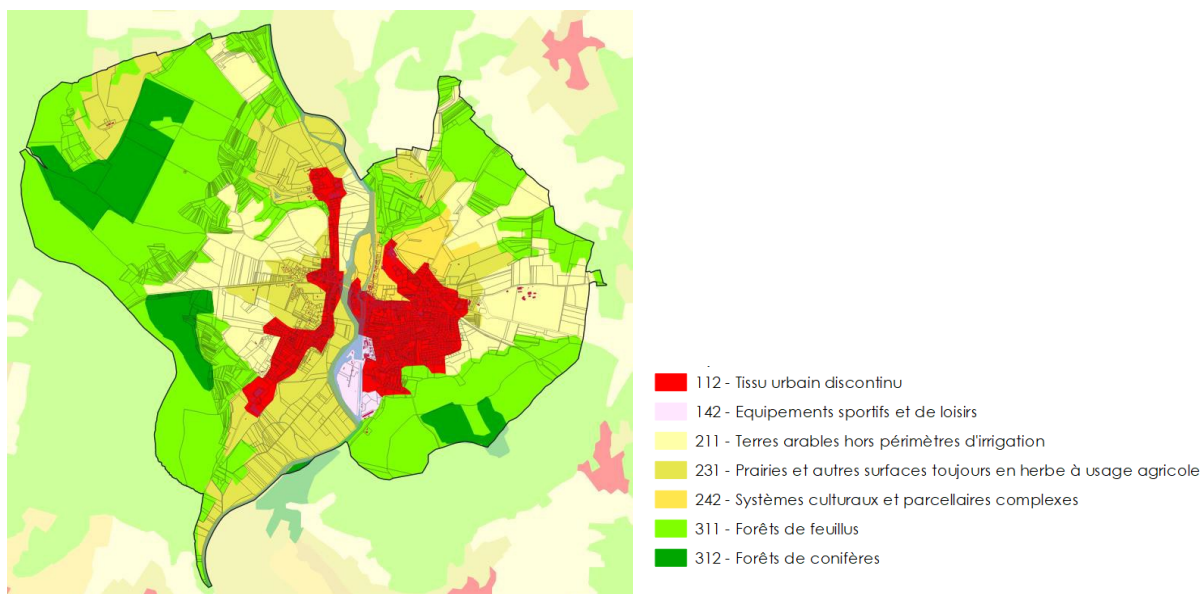 112 - Tissu urbain discontinu
142 - Equipements sportifs et de loisirs
211 - Terres arables hors périmètres d'irrigation
231 - Prairies et autres surfaces toujours en herbe à usage agricole
242 - Systèmes culturaux et parcellaires complexes
311 - Forêts de feuillus
312 - Forêts de conifères